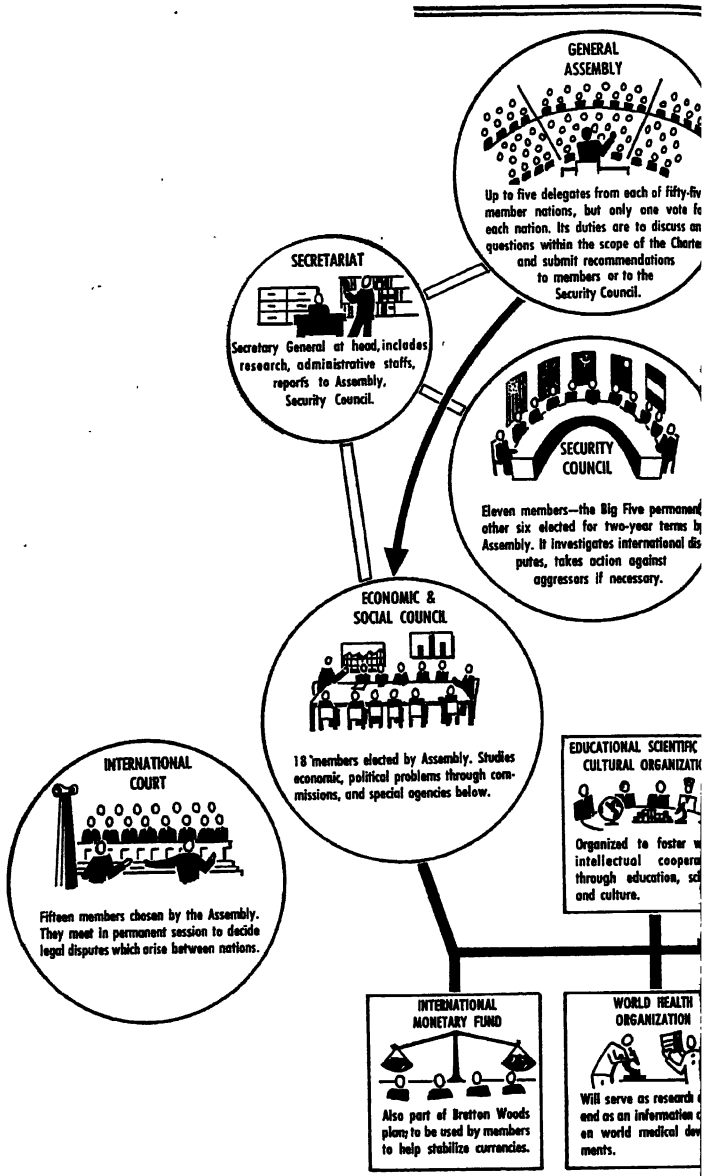 GENERAL
ASSEMBLY
Up to five delegates from each of fifty-fiv
member nations, but only one vote fo
each nation. Its duties are to discuss an
questions within the scope of the Charte
and submit recommendations
to members or to the
Security Council.
SECRETARIAT
Secretary General at head, includes
research, administrative staffs,
reports to Assembly,
Security Council.
SECURITY
COUNCIL
Eleven members—the Big Five permanent
other six elected for two-year terms b
Assembly. It investigates international dis
putes, takes action against
aggressors if necessary.
ECONOMIC &
SOCIAL COUNCIL
18 members elected by Assembly. Studies
economic, political problems through com-
missions, and special agencies below.
INTERNATIONAL
COURT
Fifteen members chosen by the Assembly.
They meet in permanent session to decide
legal disputes which arise between nations.
EDUCATIONAL SCIENTIFIC
CULTURAL ORGANIZATIO
Organized to foster w
intellectual coopera
through education, sci
and culture.
INTERNATIONAL
MONETARY FUND
Also part of Bretton Woods
plan; to be used by members
to help stabilize currencies.
WORLD HEALTH
ORGANIZATION
Will serve as research
and as an information c
on world medical dev
ments.